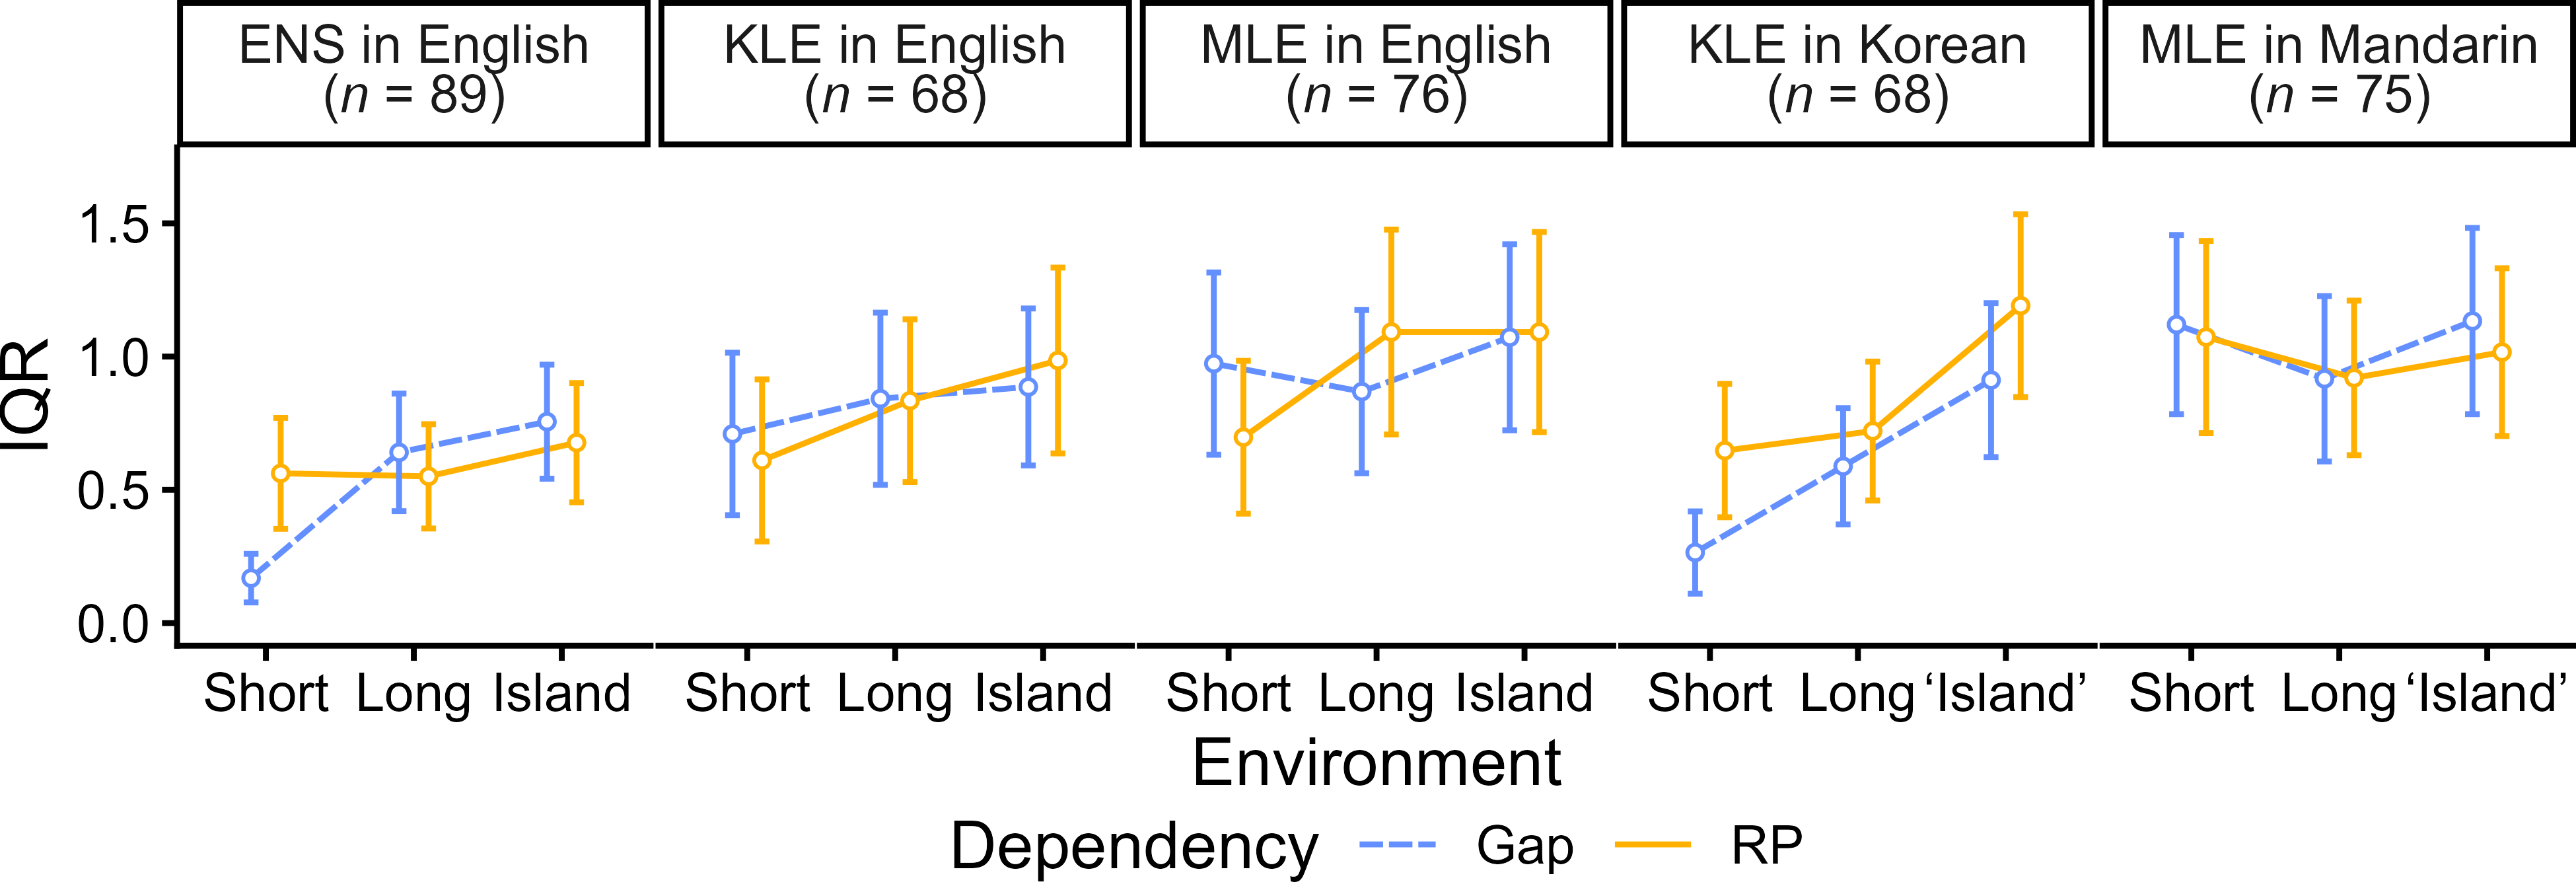 ENS in English KLE in English MLE in English KLE in Korean MLE in Mandarin
(n = 89) (n = 68) (n = 76) (n = 68) (n = 75)
IQR
1.5
1.0
0.5
0.0
Short Long Island Short Long Island Short Long Island Short Long ‘Island’ Short Long ‘Island’
Environment
Dependency Gap RP